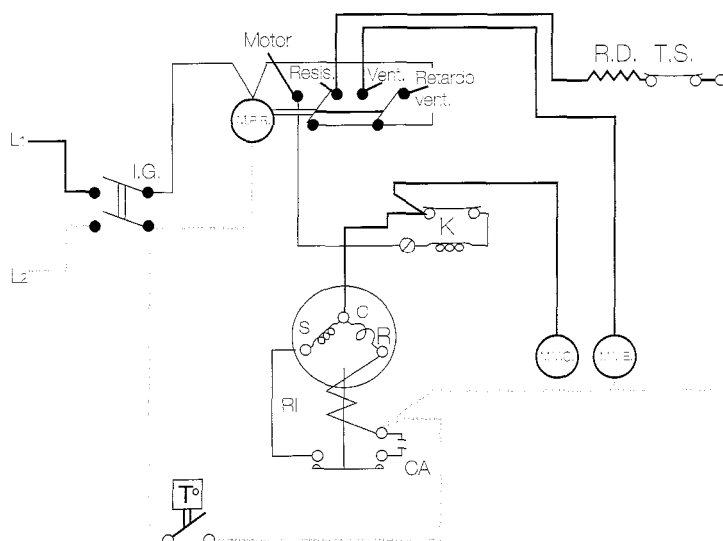 Motor
R.D. T.S.
Resis. Vent. Retardo vent.
L1
I.G.
K
L2
S C R
RI
CA
T°